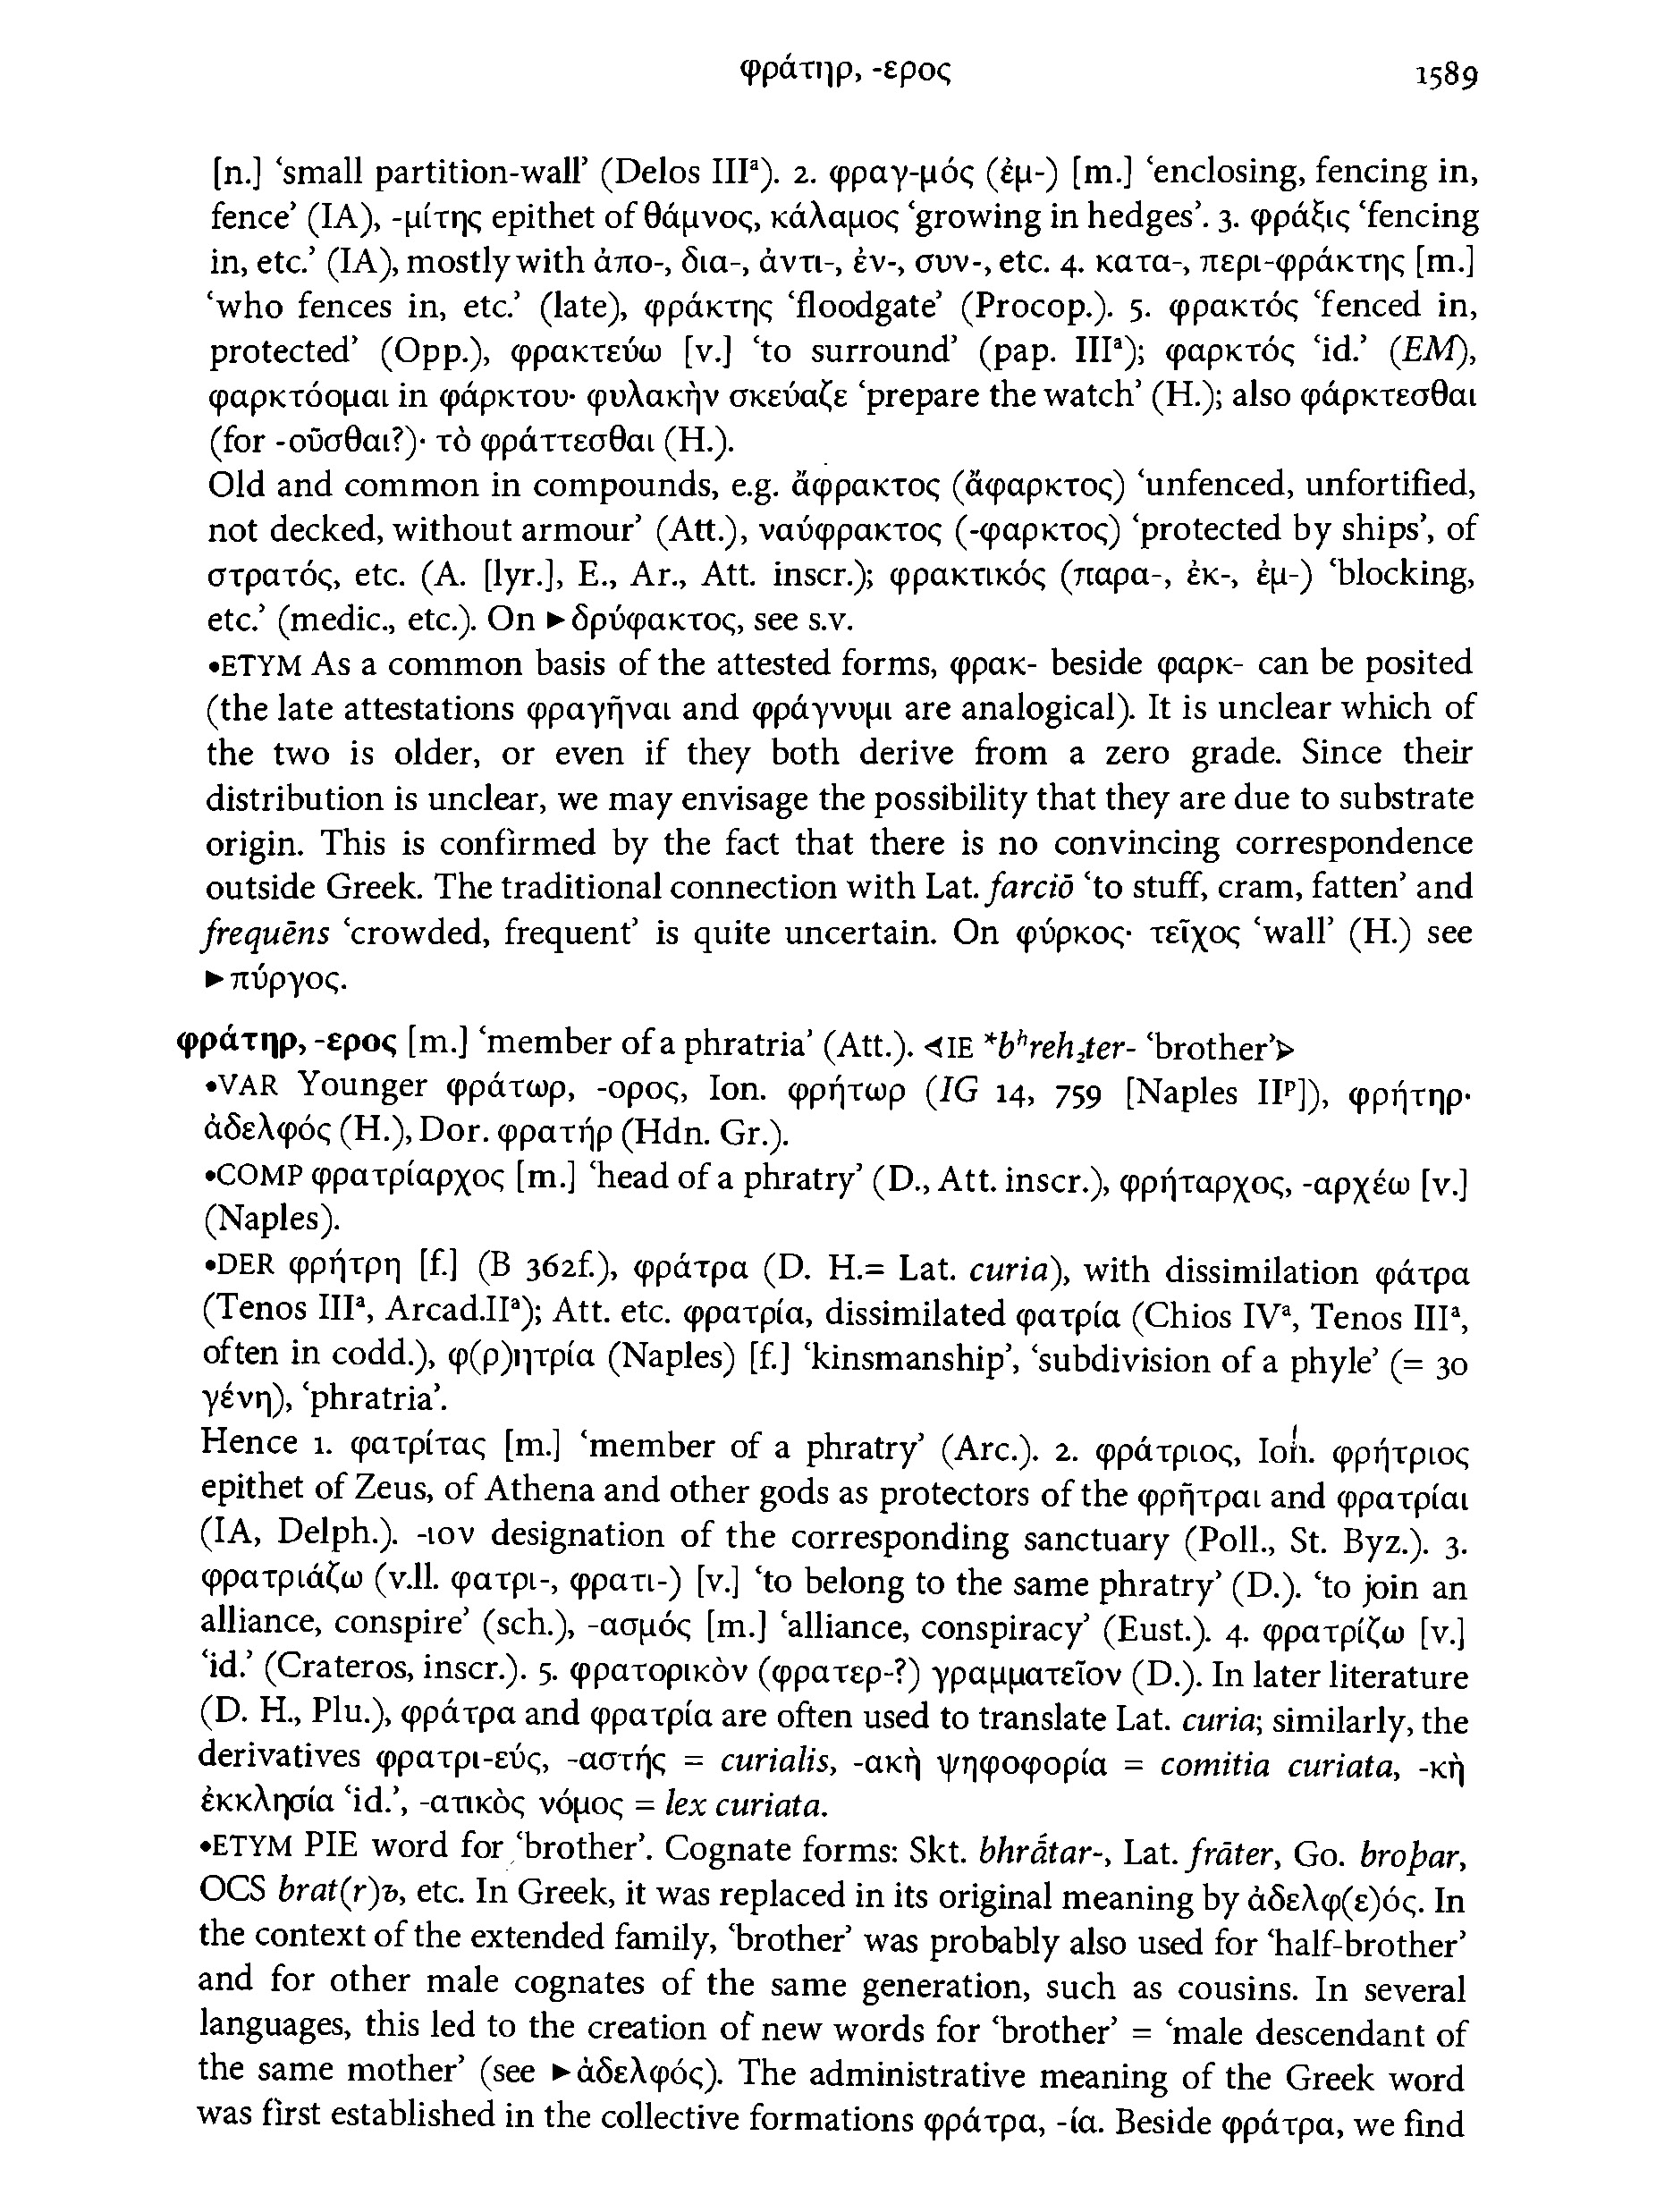 φράτηρ, -ερος
1589
[n.] ‘small partition-wall’ (Delos IIIᵃ). 2. φραγ-μός (ἐμ-) [m.] ‘enclosing, fencing in,
fence’ (IA), -μίτης epithet of θάμνος, κάλαμος ‘growing in hedges’. 3. φράξις ‘fencing
in, etc.’ (IA), mostly with ἀπο-, δια-, ἀντι-, ἐν-, συν-, etc. 4. κατα-, περι-φράκτης [m.]
‘who fences in, etc.’ (late), φράκτης ‘floodgate’ (Procop.). 5. φρακτός ‘fenced in,
protected’ (Opp.), φρακτεύω [v.] ‘to surround’ (pap. IIIᵃ); φαρκτός ‘id.’ (EM),
φαρκτόομαι in φάρκτου· φυλακὴν σκεύαζε ‘prepare the watch’ (H.); also φάρκτεσθαι
(for -οῦσθαι?)· τὸ φράττεσθαι (H.).
Old and common in compounds, e.g. ἄφρακτος (ἄφαρκτος) ‘unfenced, unfortified,
not decked, without armour’ (Att.), ναύφρακτος (-φαρκτος) ‘protected by ships’, of
στρατός, etc. (A. [lyr.], E., Ar., Att. inscr.); φρακτικός (παρα-, ἐκ-, ἐμ-) ‘blocking,
etc.’ (medic., etc.). On ►δρύφακτος, see s.v.
•ETYM As a common basis of the attested forms, φρακ- beside φαρκ- can be posited
(the late attestations φραγῆναι and φράγνυμι are analogical). It is unclear which of
the two is older, or even if they both derive from a zero grade. Since their
distribution is unclear, we may envisage the possibility that they are due to substrate
origin. This is confirmed by the fact that there is no convincing correspondence
outside Greek. The traditional connection with Lat. farciō ‘to stuff, cram, fatten’ and
frequēns ‘crowded, frequent’ is quite uncertain. On φύρκος· τεῖχος ‘wall’ (H.) see
►πύργος.
φράτηρ, -ερος [m.] ‘member of a phratria’ (Att.). ⊲IE *bʰreh₂ter- ‘brother’⊳
•VAR Younger φράτωρ, -ορος, Ion. φρήτωρ (IG 14, 759 [Naples IIᵖ]), φρήτηρ·
ἀδελφός (H.), Dor. φρατήρ (Hdn. Gr.).
•COMP φρατρίαρχος [m.] ‘head of a phratry’ (D., Att. inscr.), φρήταρχος, -αρχέω [v.]
(Naples).
•DER φρήτρη [f.] (B 362f.), φράτρα (D. H.= Lat. curia), with dissimilation φάτρα
(Tenos IIIᵃ, Arcad.IIᵃ); Att. etc. φρατρία, dissimilated φατρία (Chios IVᵃ, Tenos IIIᵃ,
often in codd.), φ(ρ)ητρία (Naples) [f.] ‘kinsmanship’, ‘subdivision of a phyle’ (= 30
γένη), ‘phratria’.
Hence 1. φατρίτας [m.] ‘member of a phratry’ (Arc.). 2. φράτριος, Ion. φρήτριος
epithet of Zeus, of Athena and other gods as protectors of the φρῆτραι and φρατρίαι
(IA, Delph.). -ιον designation of the corresponding sanctuary (Poll., St. Byz.). 3.
φρατριάζω (v.ll. φατρι-, φρατι-) [v.] ‘to belong to the same phratry’ (D.). ‘to join an
alliance, conspire’ (sch.), -ασμός [m.] ‘alliance, conspiracy’ (Eust.). 4. φρατρίζω [v.]
‘id.’ (Crateros, inscr.). 5. φρατορικὸν (φρατερ-?) γραμματεῖον (D.). In later literature
(D. H., Plu.), φράτρα and φρατρία are often used to translate Lat. curia; similarly, the
derivatives φρατρι-εύς, -αστής = curialis, -ακὴ ψηφοφορία = comitia curiata, -κὴ
ἐκκλησία ‘id.’, -ατικὸς νόμος = lex curiata.
•ETYM PIE word for ‘brother’. Cognate forms: Skt. bhrā́tar-, Lat. frāter, Go. broþar,
OCS brat(r)ъ, etc. In Greek, it was replaced in its original meaning by ἀδελφ(ε)ός. In
the context of the extended family, ‘brother’ was probably also used for ‘half-brother’
and for other male cognates of the same generation, such as cousins. In several
languages, this led to the creation of new words for ‘brother’ = ‘male descendant of
the same mother’ (see ►ἀδελφός). The administrative meaning of the Greek word
was first established in the collective formations φράτρα, -ία. Beside φράτρα, we find